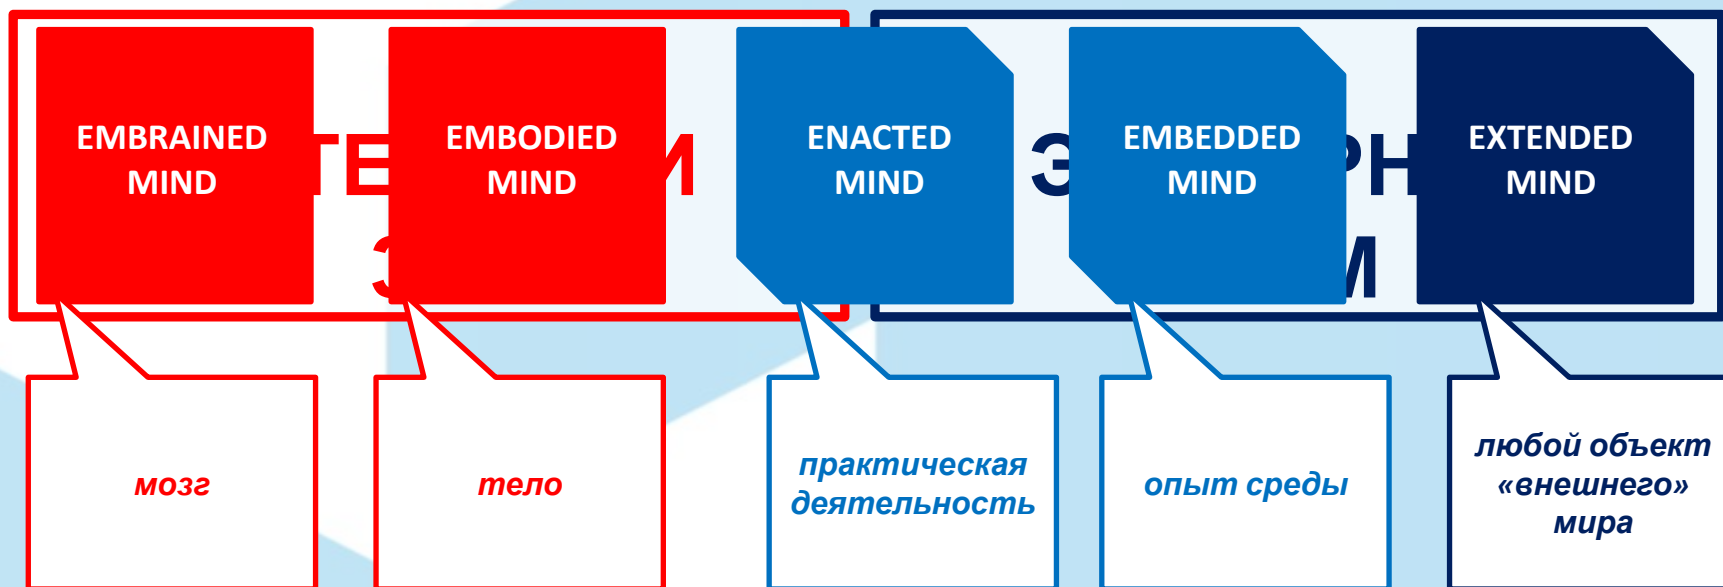 EMBRAINED
MIND
EMBODIED
MIND
ENACTED
MIND
EMBEDDED
MIND
EXTENDED
MIND
мозг
тело
практическая
деятельность
опыт среды
любой объект
«внешнего»
мира